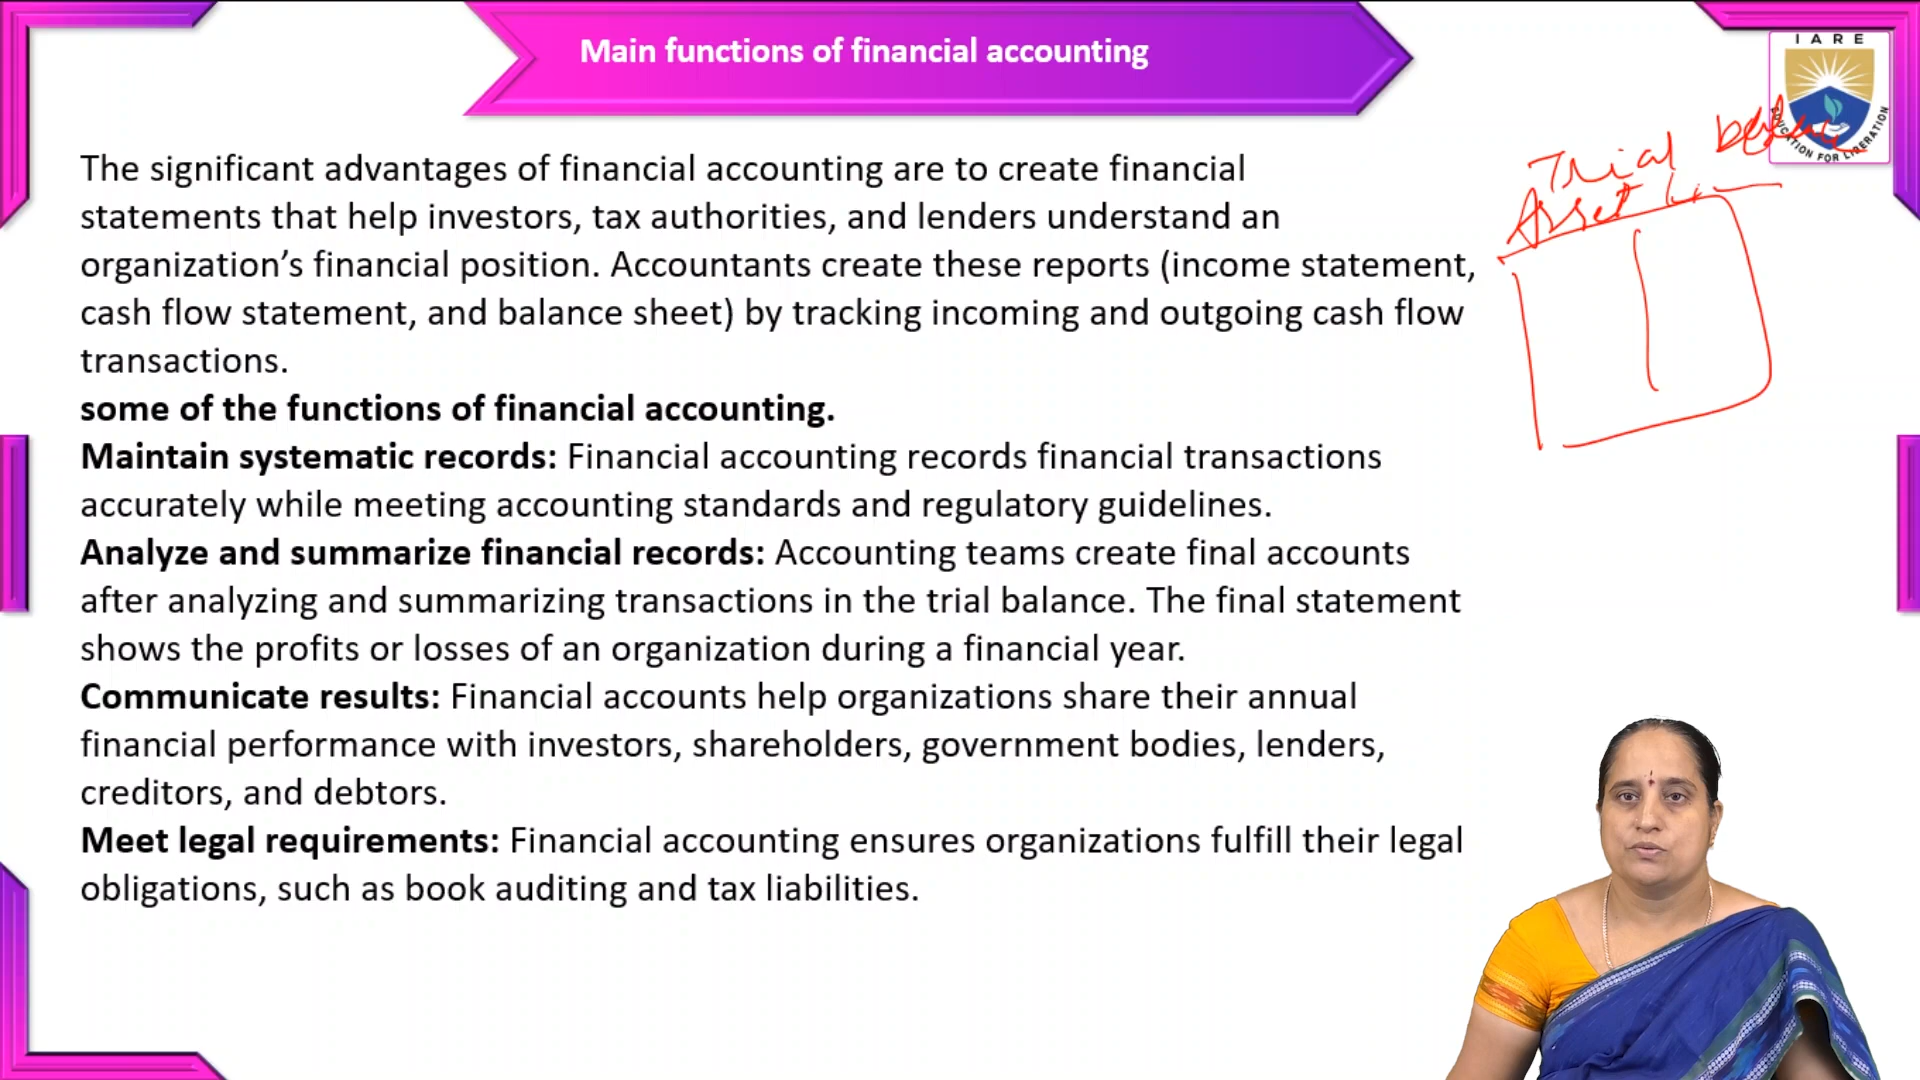 Main functions of financial accounting
IARE
EDUCATION FOR LIBERATION
Trial balance
Asset
The significant advantages of financial accounting are to create financial
statements that help investors, tax authorities, and lenders understand an
organization’s financial position. Accountants create these reports (income statement,
cash flow statement, and balance sheet) by tracking incoming and outgoing cash flow
transactions.
some of the functions of financial accounting.
Maintain systematic records: Financial accounting records financial transactions
accurately while meeting accounting standards and regulatory guidelines.
Analyze and summarize financial records: Accounting teams create final accounts
after analyzing and summarizing transactions in the trial balance. The final statement
shows the profits or losses of an organization during a financial year.
Communicate results: Financial accounts help organizations share their annual
financial performance with investors, shareholders, government bodies, lenders,
creditors, and debtors.
Meet legal requirements: Financial accounting ensures organizations fulfill their legal
obligations, such as book auditing and tax liabilities.